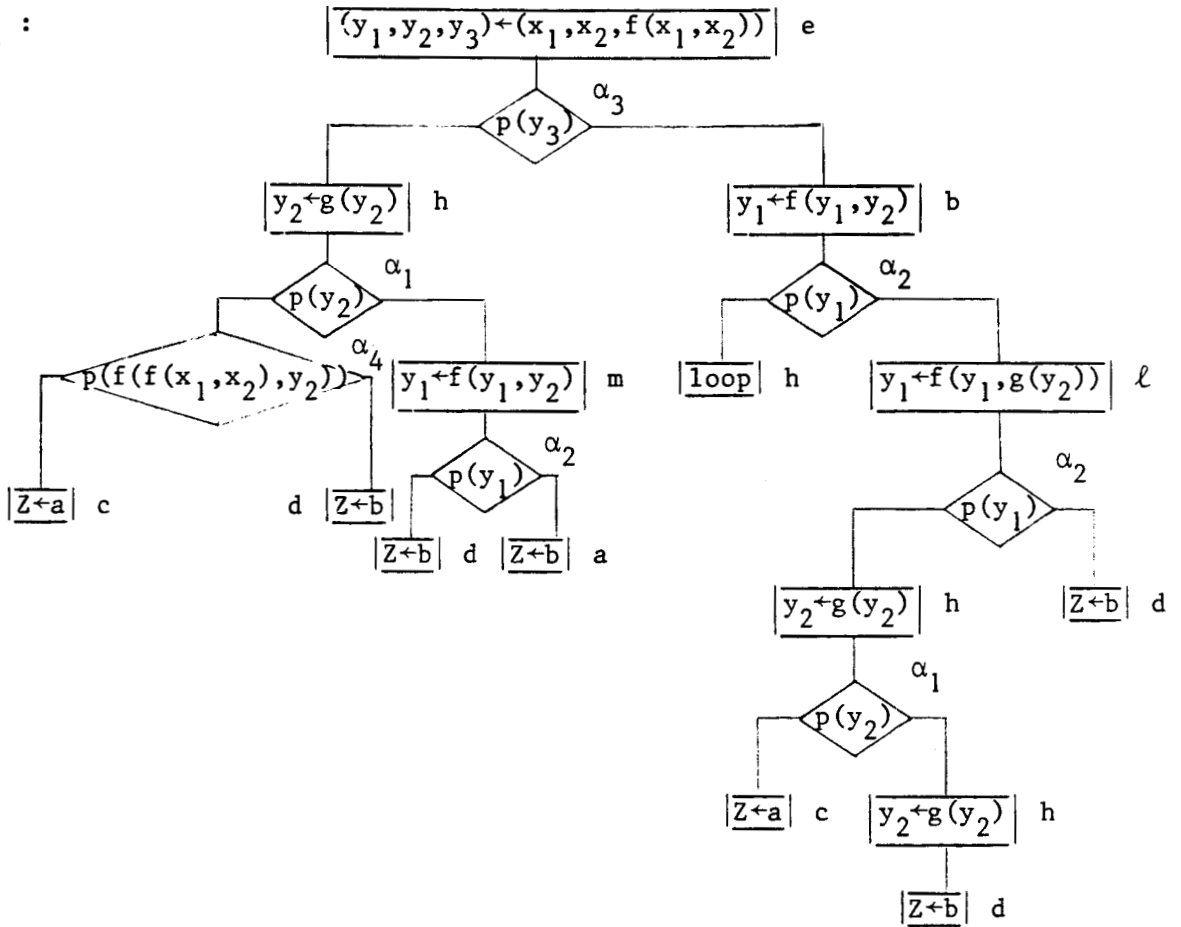 : (y₁,y₂,y₃)←(x₁,x₂,f(x₁,x₂)) e
α₃
p(y₃)
y₂←g(y₂) h
y₁←f(y₁,y₂) b
α₁
p(y₂)
α₂
p(y₁)
α₄
p(f(f(x₁,x₂),y₂))
y₁←f(y₁,y₂) m
loop h
y₁←f(y₁,g(y₂)) ℓ
α₂
p(y₁)
α₂
p(y₁)
Z←a c
d Z←b
Z←b d
Z←b a
y₂←g(y₂) h
Z←b d
α₁
p(y₂)
Z←a c
y₂←g(y₂) h
Z←b d